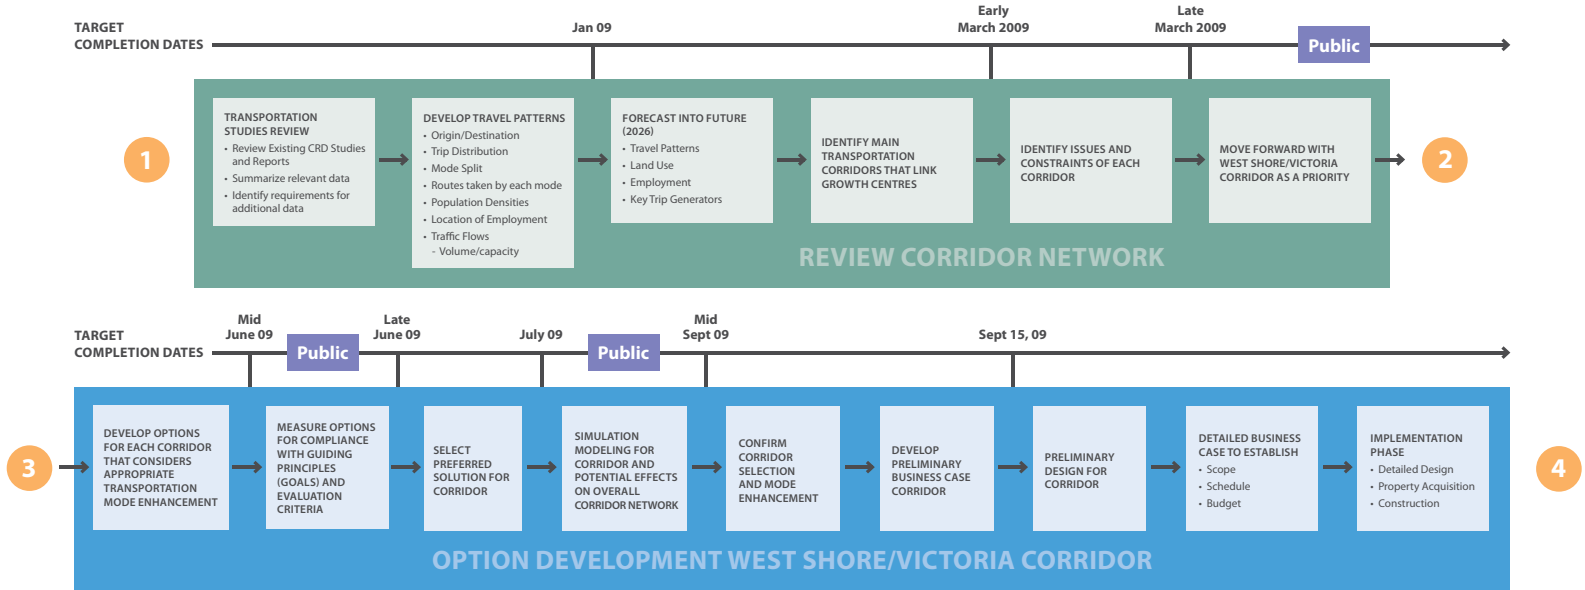 TARGET
COMPLETION DATES
Jan 09
Early
March 2009
Late
March 2009
Public
1
TRANSPORTATION
STUDIES REVIEW
• Review Existing CRD Studies
and Reports
• Summarize relevant data
• Identify requirements for
additional data
DEVELOP TRAVEL PATTERNS
• Origin/Destination
• Trip Distribution
• Mode Split
• Routes taken by each mode
• Population Densities
• Location of Employment
• Traffic Flows
- Volume/capacity
FORECAST INTO FUTURE
(2026)
• Travel Patterns
• Land Use
• Employment
• Key Trip Generators
IDENTIFY MAIN
TRANSPORTATION
CORRIDORS THAT LINK
GROWTH CENTRES
IDENTIFY ISSUES AND
CONSTRAINTS OF EACH
CORRIDOR
MOVE FORWARD WITH
WEST SHORE/VICTORIA
CORRIDOR AS A PRIORITY
2
REVIEW CORRIDOR NETWORK
TARGET
COMPLETION DATES
Mid
June 09
Public
Late
June 09
July 09
Public
Mid
Sept 09
Sept 15, 09
3
DEVELOP OPTIONS
FOR EACH CORRIDOR
THAT CONSIDERS
APPROPRIATE
TRANSPORTATION
MODE ENHANCEMENT
MEASURE OPTIONS
FOR COMPLIANCE
WITH GUIDING
PRINCIPLES
(GOALS) AND
EVALUATION
CRITERIA
SELECT
PREFERRED
SOLUTION FOR
CORRIDOR
SIMULATION
MODELING FOR
CORRIDOR AND
POTENTIAL EFFECTS
ON OVERALL
CORRIDOR NETWORK
CONFIRM
CORRIDOR
SELECTION
AND MODE
ENHANCEMENT
DEVELOP
PRELIMINARY
BUSINESS CASE
CORRIDOR
PRELIMINARY
DESIGN FOR
CORRIDOR
DETAILED BUSINESS
CASE TO ESTABLISH
• Scope
• Schedule
• Budget
IMPLEMENTATION
PHASE
• Detailed Design
• Property Acquisition
• Construction
4
OPTION DEVELOPMENT WEST SHORE/VICTORIA CORRIDOR